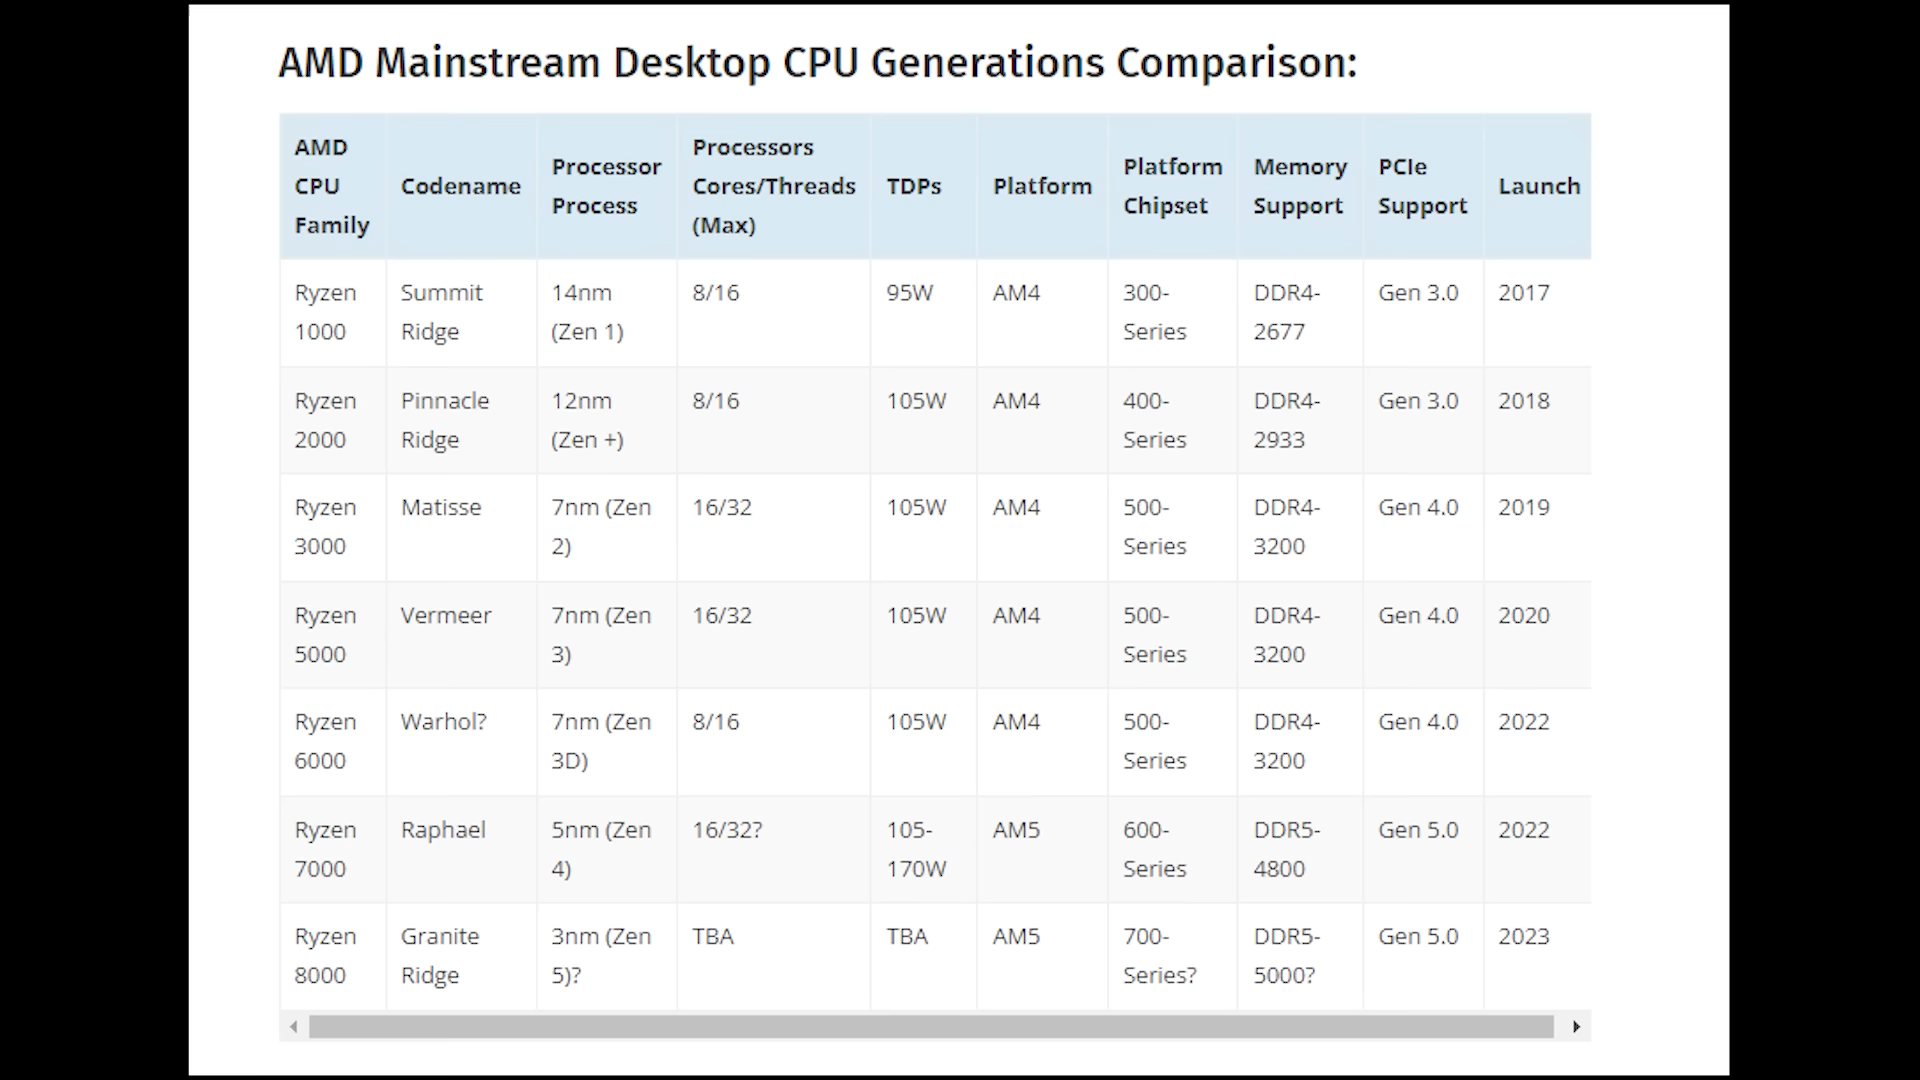 AMD Mainstream Desktop CPU Generations Comparison:
AMD CPU Family | Codename | Processor Process | Processors Cores/Threads (Max) | TDPs | Platform | Platform Chipset | Memory Support | PCIe Support | Launch
Ryzen 1000 | Summit Ridge | 14nm (Zen 1) | 8/16 | 95W | AM4 | 300-Series | DDR4-2677 | Gen 3.0 | 2017
Ryzen 2000 | Pinnacle Ridge | 12nm (Zen +) | 8/16 | 105W | AM4 | 400-Series | DDR4-2933 | Gen 3.0 | 2018
Ryzen 3000 | Matisse | 7nm (Zen 2) | 16/32 | 105W | AM4 | 500-Series | DDR4-3200 | Gen 4.0 | 2019
Ryzen 5000 | Vermeer | 7nm (Zen 3) | 16/32 | 105W | AM4 | 500-Series | DDR4-3200 | Gen 4.0 | 2020
Ryzen 6000 | Warhol? | 7nm (Zen 3D) | 8/16 | 105W | AM4 | 500-Series | DDR4-3200 | Gen 4.0 | 2022
Ryzen 7000 | Raphael | 5nm (Zen 4) | 16/32? | 105-170W | AM5 | 600-Series | DDR5-4800 | Gen 5.0 | 2022
Ryzen 8000 | Granite Ridge | 3nm (Zen 5)? | TBA | TBA | AM5 | 700-Series? | DDR5-5000? | Gen 5.0 | 2023